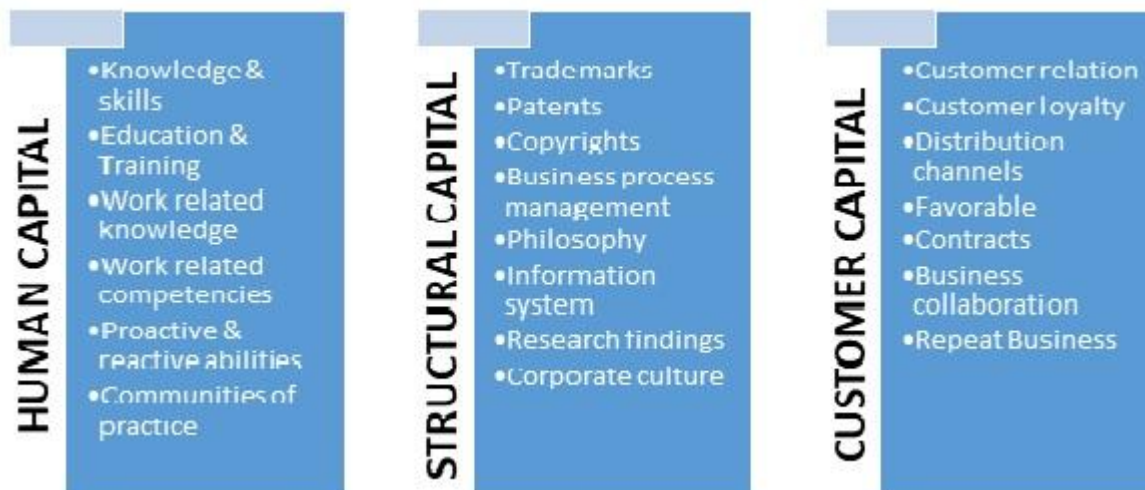 HUMAN CAPITAL
•Knowledge &
skills
•Education &
Training
•Work related
knowledge
•Work related
competencies
•Proactive &
reactive abilities
•Communities of
practice
STRUCTURAL CAPITAL
•Trade marks
•Patents
•Copyrights
•Business process
management
•Philosophy
•Information
system
•Research findings
•Corporate culture
CUSTOMER CAPITAL
•Customer relation
•Customer loyalty
•Distribution
channels
•Favorable
•Contracts
•Business
collaboration
•Repeat Business